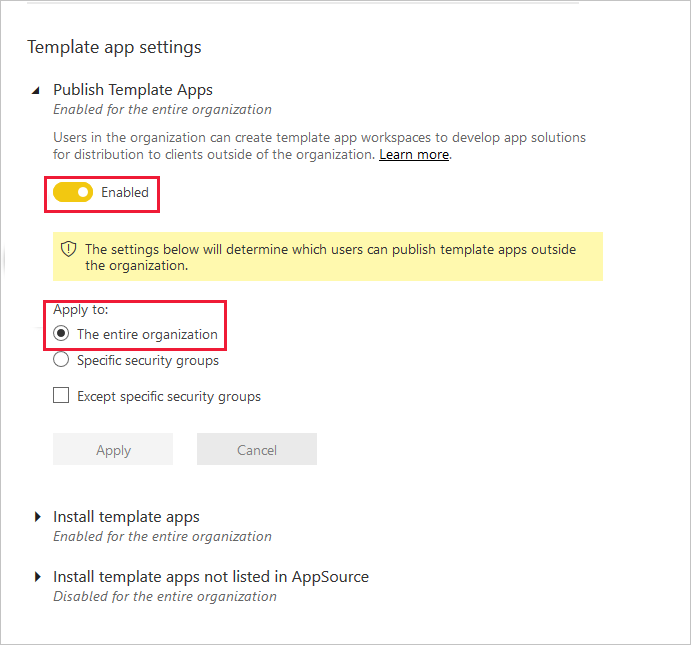 Template app settings
Publish Template Apps
Enabled for the entire organization
Users in the organization can create template app workspaces to develop app solutions
for distribution to clients outside of the organization. Learn more.
Enabled
The settings below will determine which users can publish template apps outside
the organization.
Apply to:
The entire organization
Specific security groups
Except specific security groups
Apply
Cancel
Install template apps
Enabled for the entire organization
Install template apps not listed in AppSource
Disabled for the entire organization